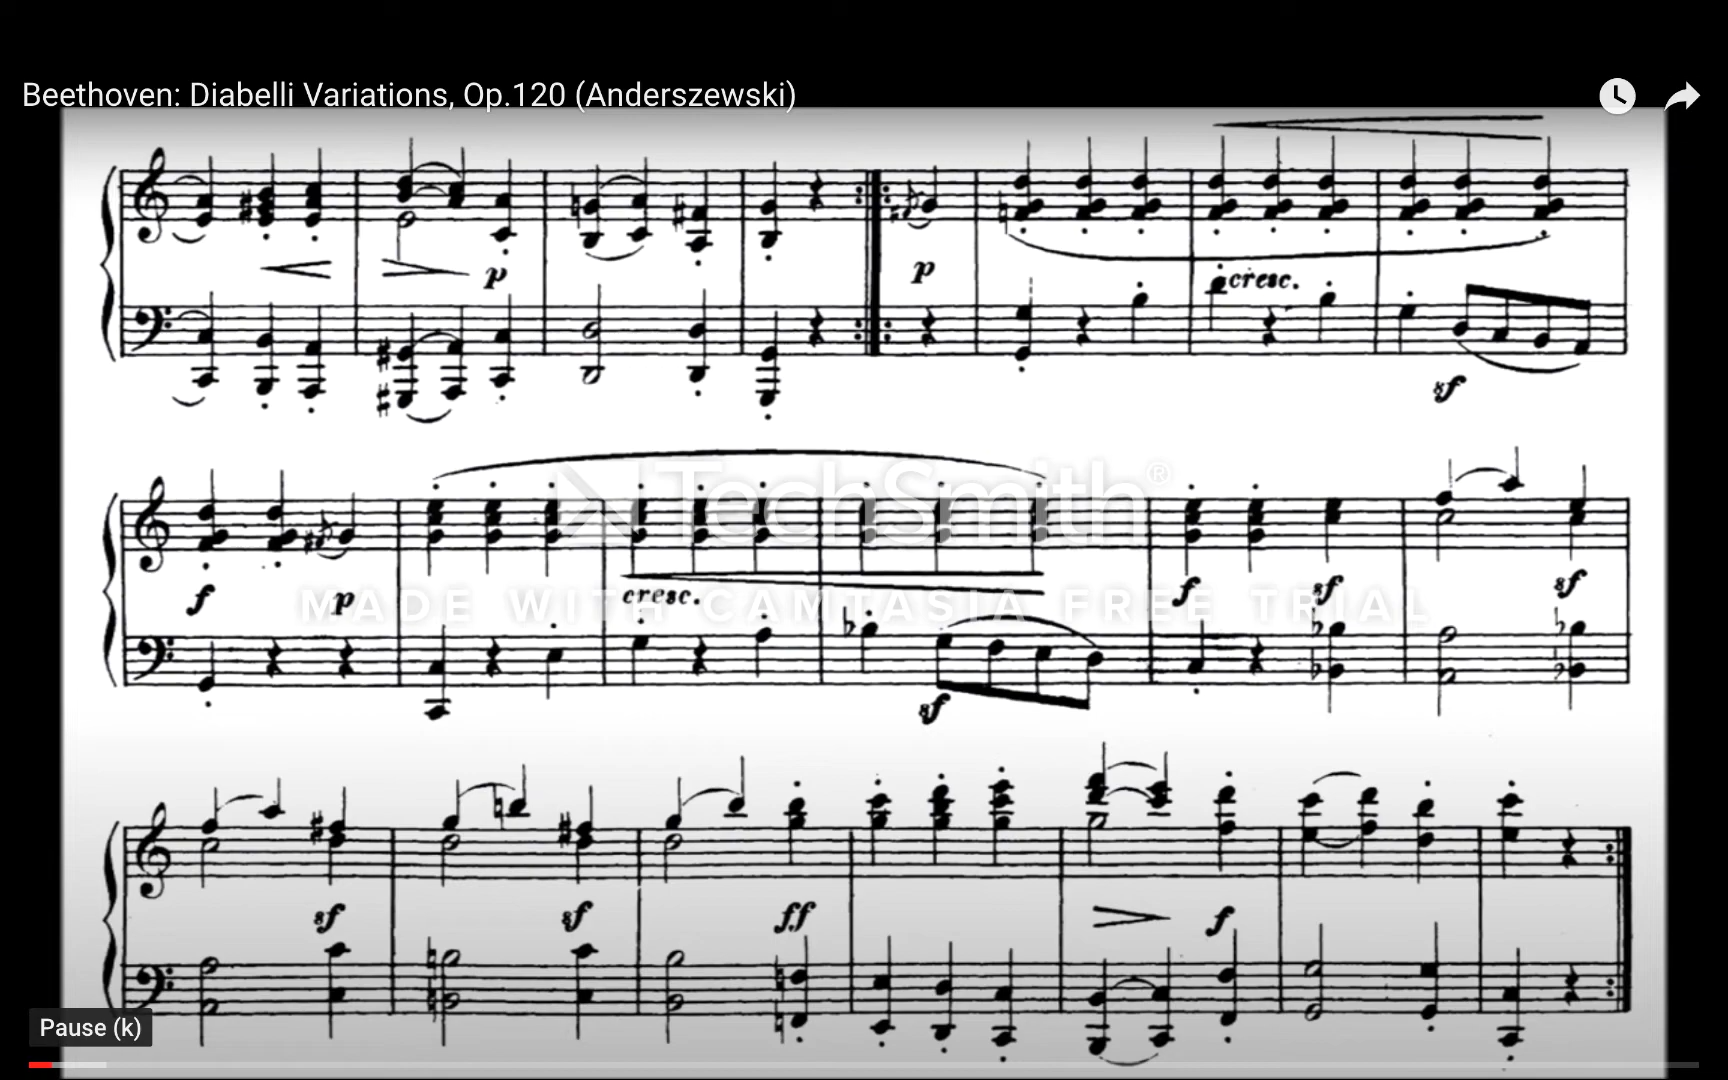 Beethoven: Diabelli Variations, Op.120 (Anderszewski)
p
p
cresc.
sf
TechSmith®
f
p
cresc.
f
sf
sf
MADE WITH CAMTASIA FREE TRIAL
sf
sf
sf
ff
f
Pause (k)